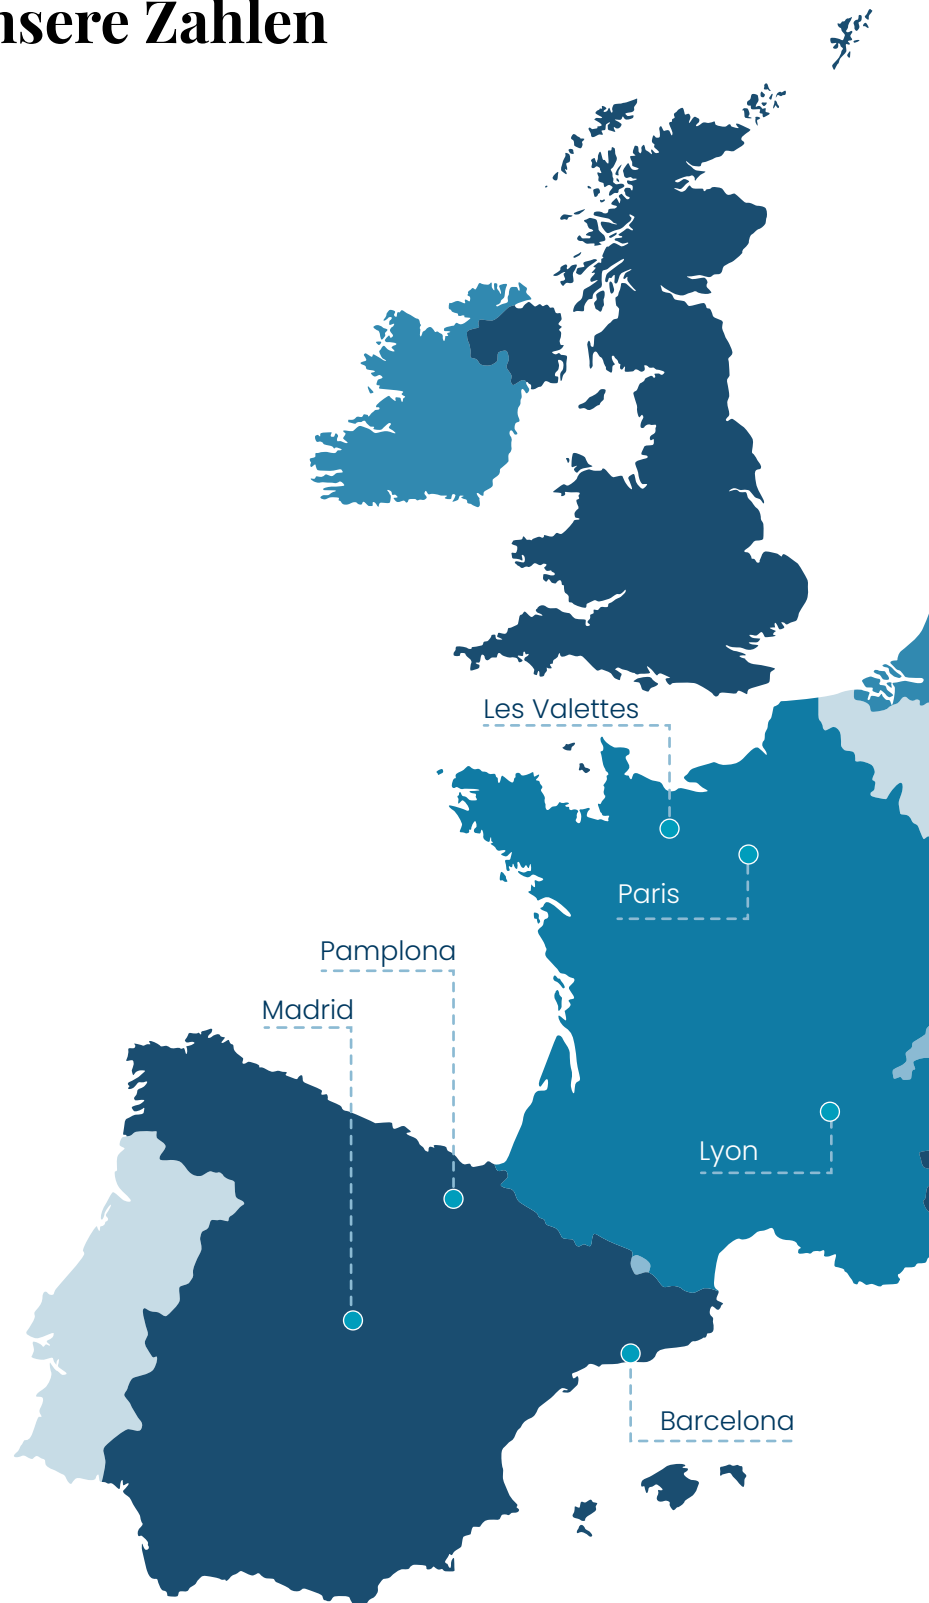 nsere Zahlen
Les Valettes
Paris
Pamplona
Madrid
Lyon
Barcelona